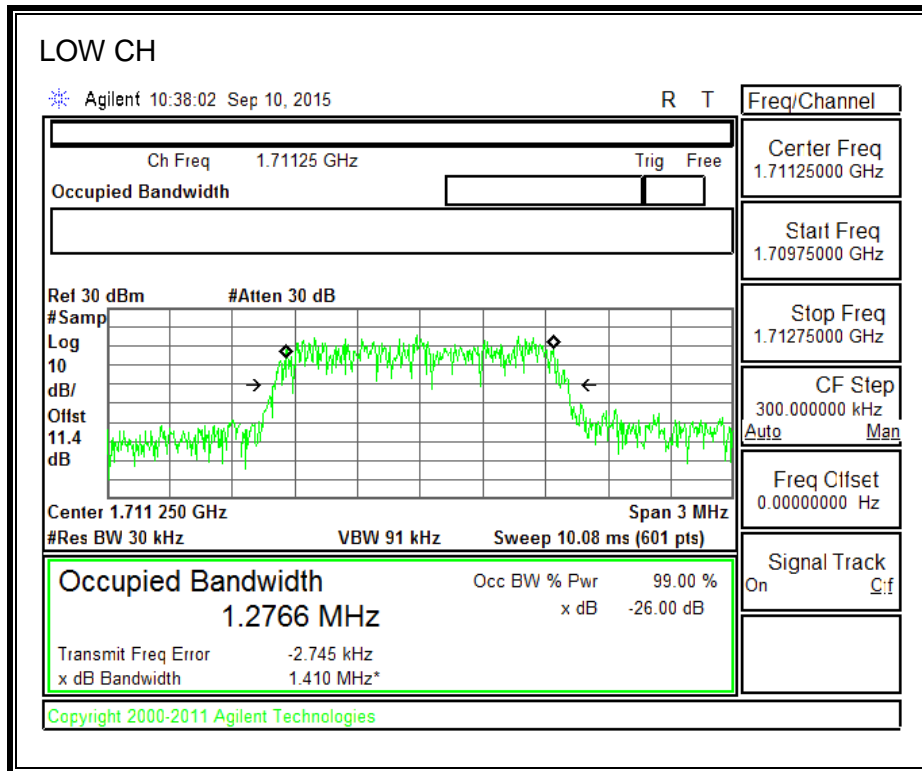 LOW CH
Agilent 10:38:02 Sep 10, 2015 R T
Freq/Channel
Ch Freq 1.71125 GHz Trig Free
Occupied Bandwidth
Center Freq
1.71125000 GHz
Start Freq
1.70975000 GHz
Stop Freq
1.71275000 GHz
CF Step
300.000000 kHz
Auto Man
Freq Offset
0.00000000 Hz
Signal Track
On Off
Ref 30 dBm #Atten 30 dB
#Samp
Log
10
dB/
Offst
11.4
dB
Center 1.711 250 GHz Span 3 MHz
#Res BW 30 kHz VBW 91 kHz Sweep 10.08 ms (601 pts)
Occupied Bandwidth
1.2766 MHz
Occ BW % Pwr 99.00 %
x dB -26.00 dB
Transmit Freq Error -2.745 kHz
x dB Bandwidth 1.410 MHz*
Copyright 2000-2011 Agilent Technologies